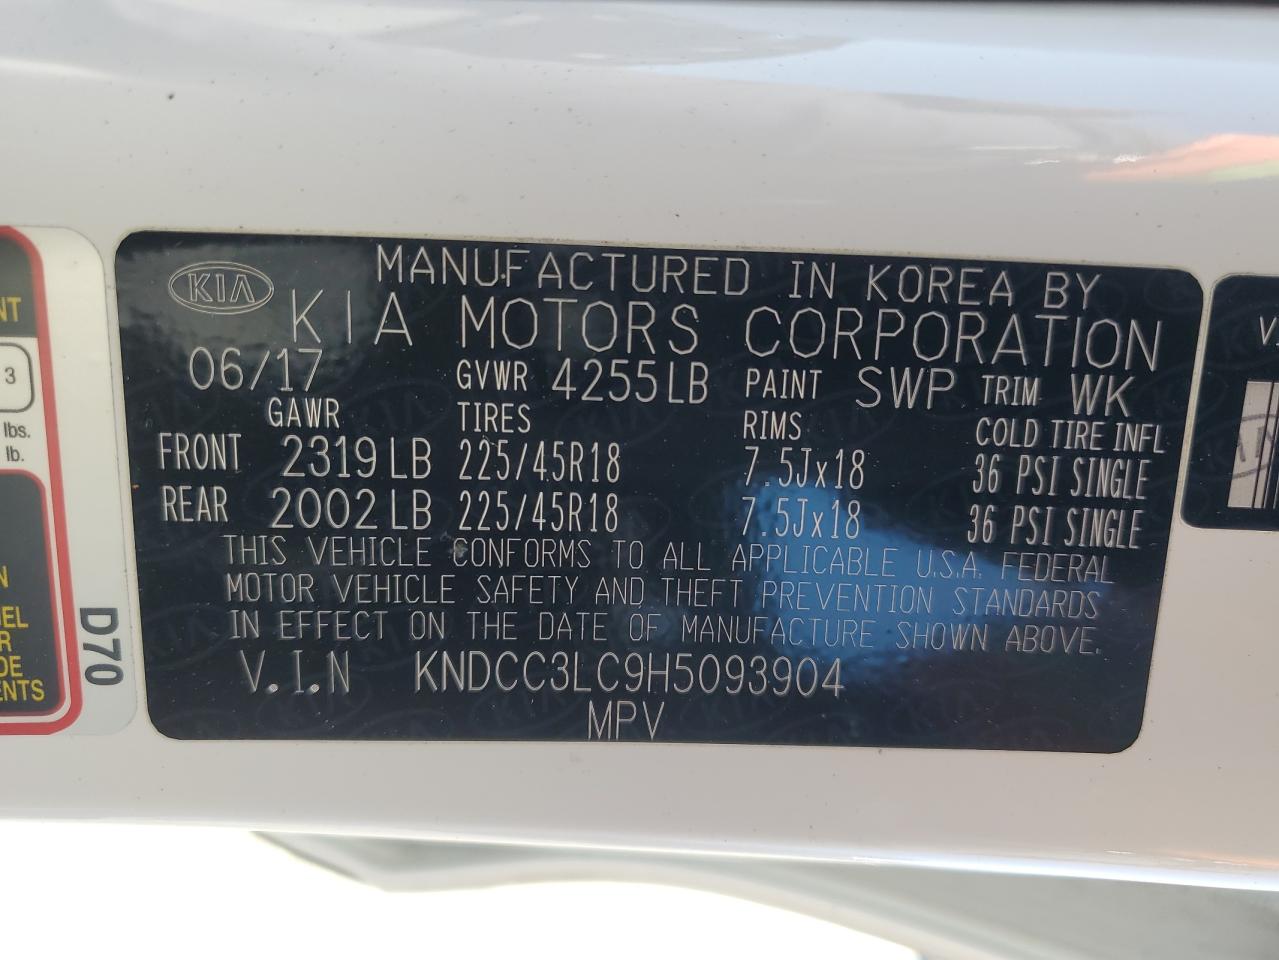 MANUFACTURED IN KOREA BY
KIA KIA MOTORS CORPORATION
06/17 GVWR 4255LB PAINT SWP TRIM WK
GAWR TIRES RIMS COLD TIRE INFL
FRONT 2319LB 225/45R18 7.5Jx18 36 PSI SINGLE
REAR 2002LB 225/45R18 7.5Jx18 36 PSI SINGLE
THIS VEHICLE CONFORMS TO ALL APPLICABLE U.S.A. FEDERAL
MOTOR VEHICLE SAFETY AND THEFT PREVENTION STANDARDS
IN EFFECT ON THE DATE OF MANUFACTURE SHOWN ABOVE.
V.I.N KNDCC3LC9H5093904
MPV
3
lbs.
lb.
D70